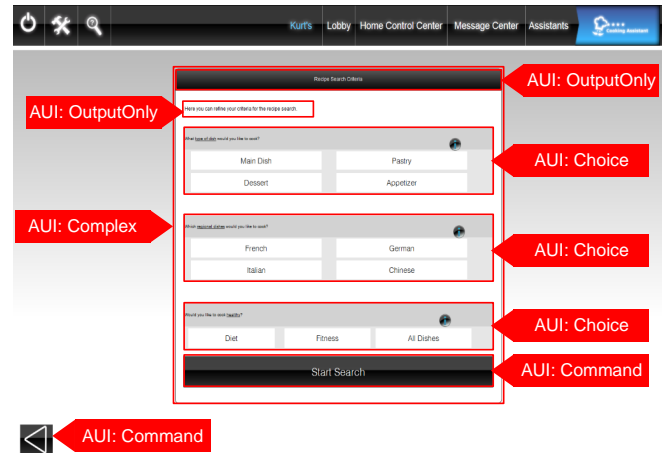 Kurt's Lobby Home Control Center Message Center Assistants Cooking Assistant
Recipe Search Criteria
AUI: OutputOnly
Here you can refine your criteria for the recipe search.
AUI: OutputOnly
What type of dish would you like to cook?
Main Dish Pastry
AUI: Choice
Dessert Appetizer
AUI: Complex
Which regional dishes would you like to cook?
French German
AUI: Choice
Italian Chinese
Would you like to cook healthy?
AUI: Choice
Diet Fitness All Dishes
Start Search
AUI: Command
AUI: Command